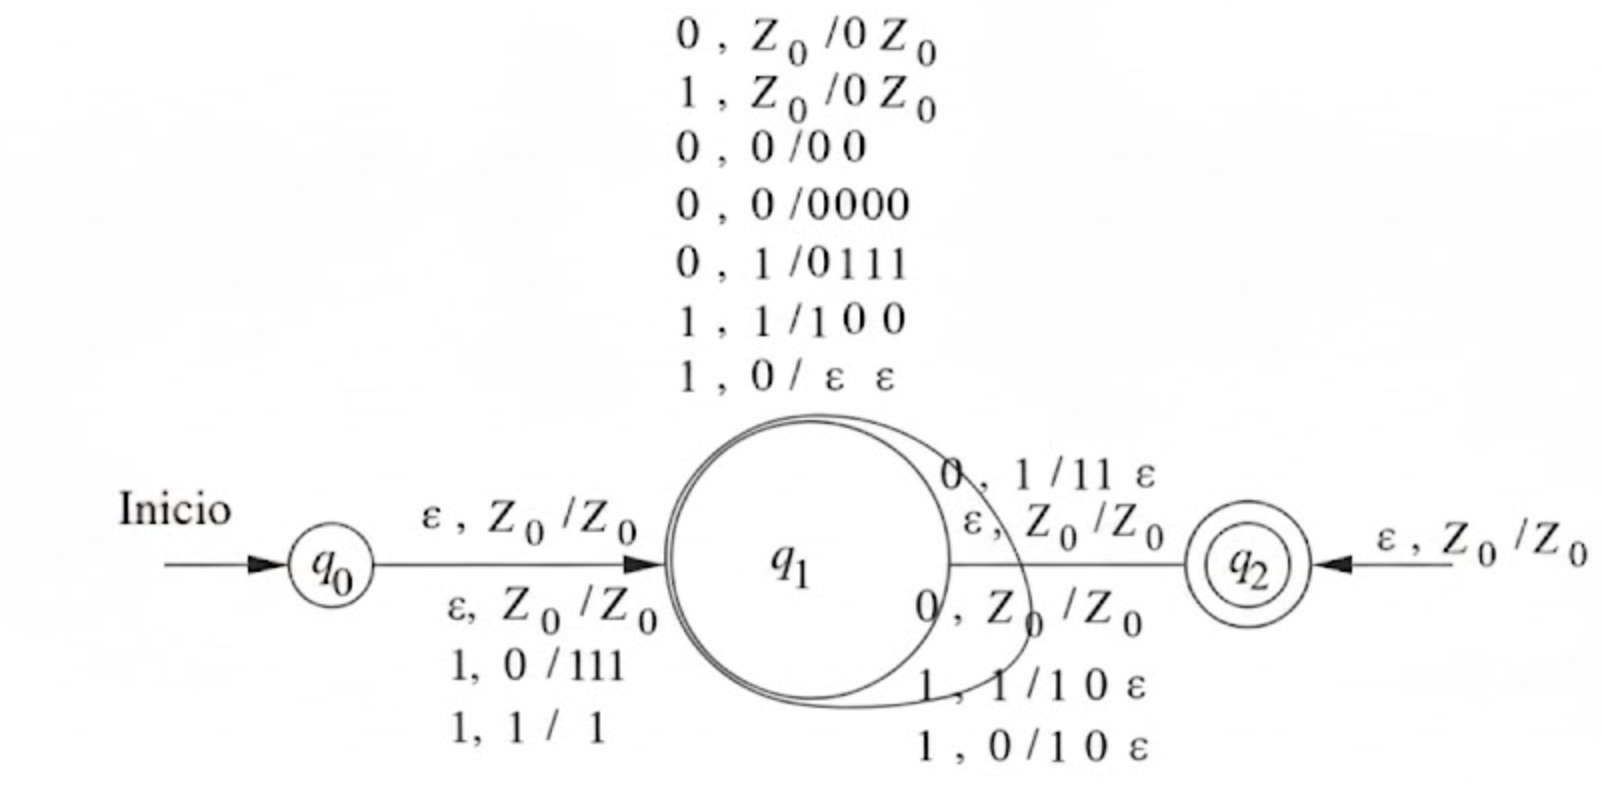 0 , Z₀ /0 Z₀
1 , Z₀ /0 Z₀
0 , 0 /0 0
0 , 0 /0000
0 , 1 /0111
1 , 1 /1 0 0
1 , 0 / ε ε
Inicio
q₀
ε , Z₀ /Z₀
ε, Z₀ /Z₀
1, 0 /111
1, 1 / 1
q₁
0 , 1 /11 ε
ε, Z₀ /Z₀
0 , Z₀ /Z₀
1 , 1 /1 0 ε
1 , 0 /1 0 ε
q₂
ε , Z₀ /Z₀